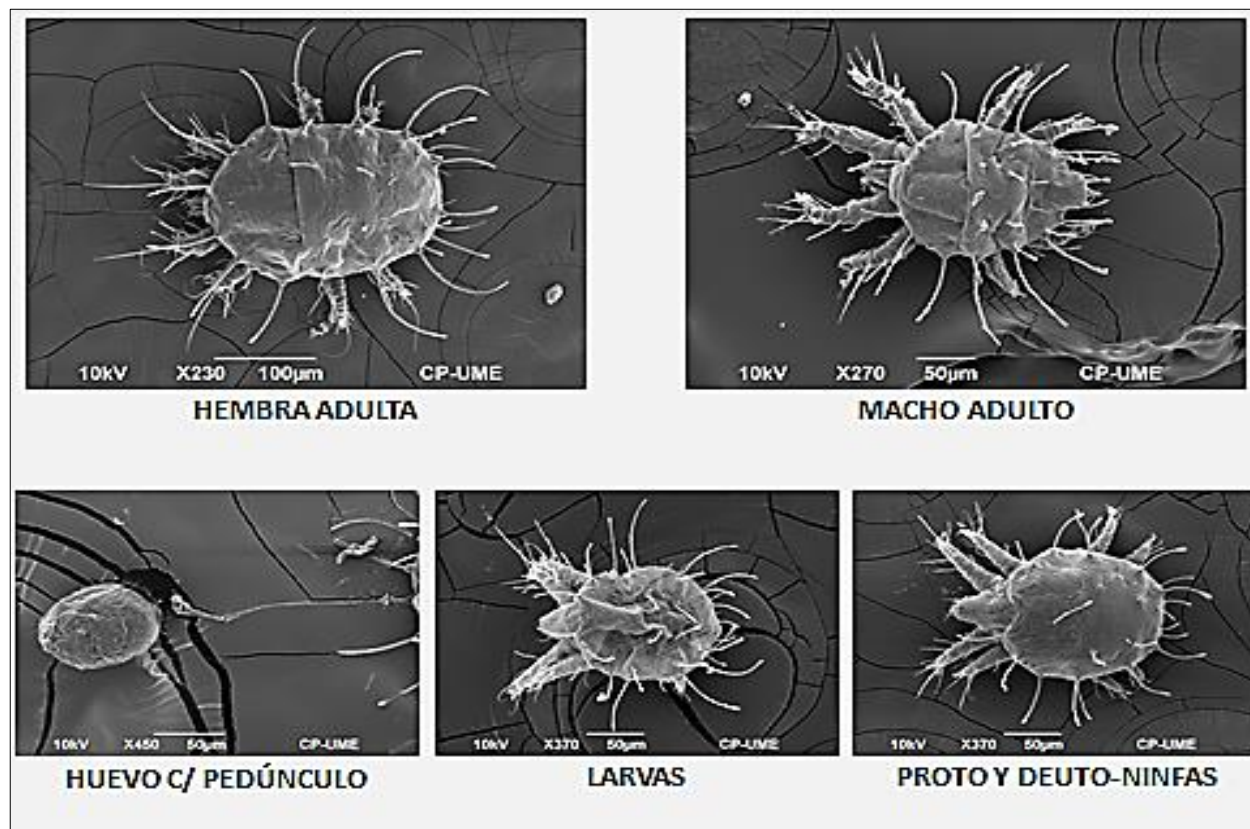 10kV X230 100µm CP-UME
HEMBRA ADULTA
10kV X270 50µm CP-UME
MACHO ADULTO
10kV X450 50µm CP-UME
HUEVO C/ PEDÚNCULO
10kV X370 50µm CP-UME
LARVAS
10kV X370 50µm CP-UME
PROTO Y DEUTO-NINFAS